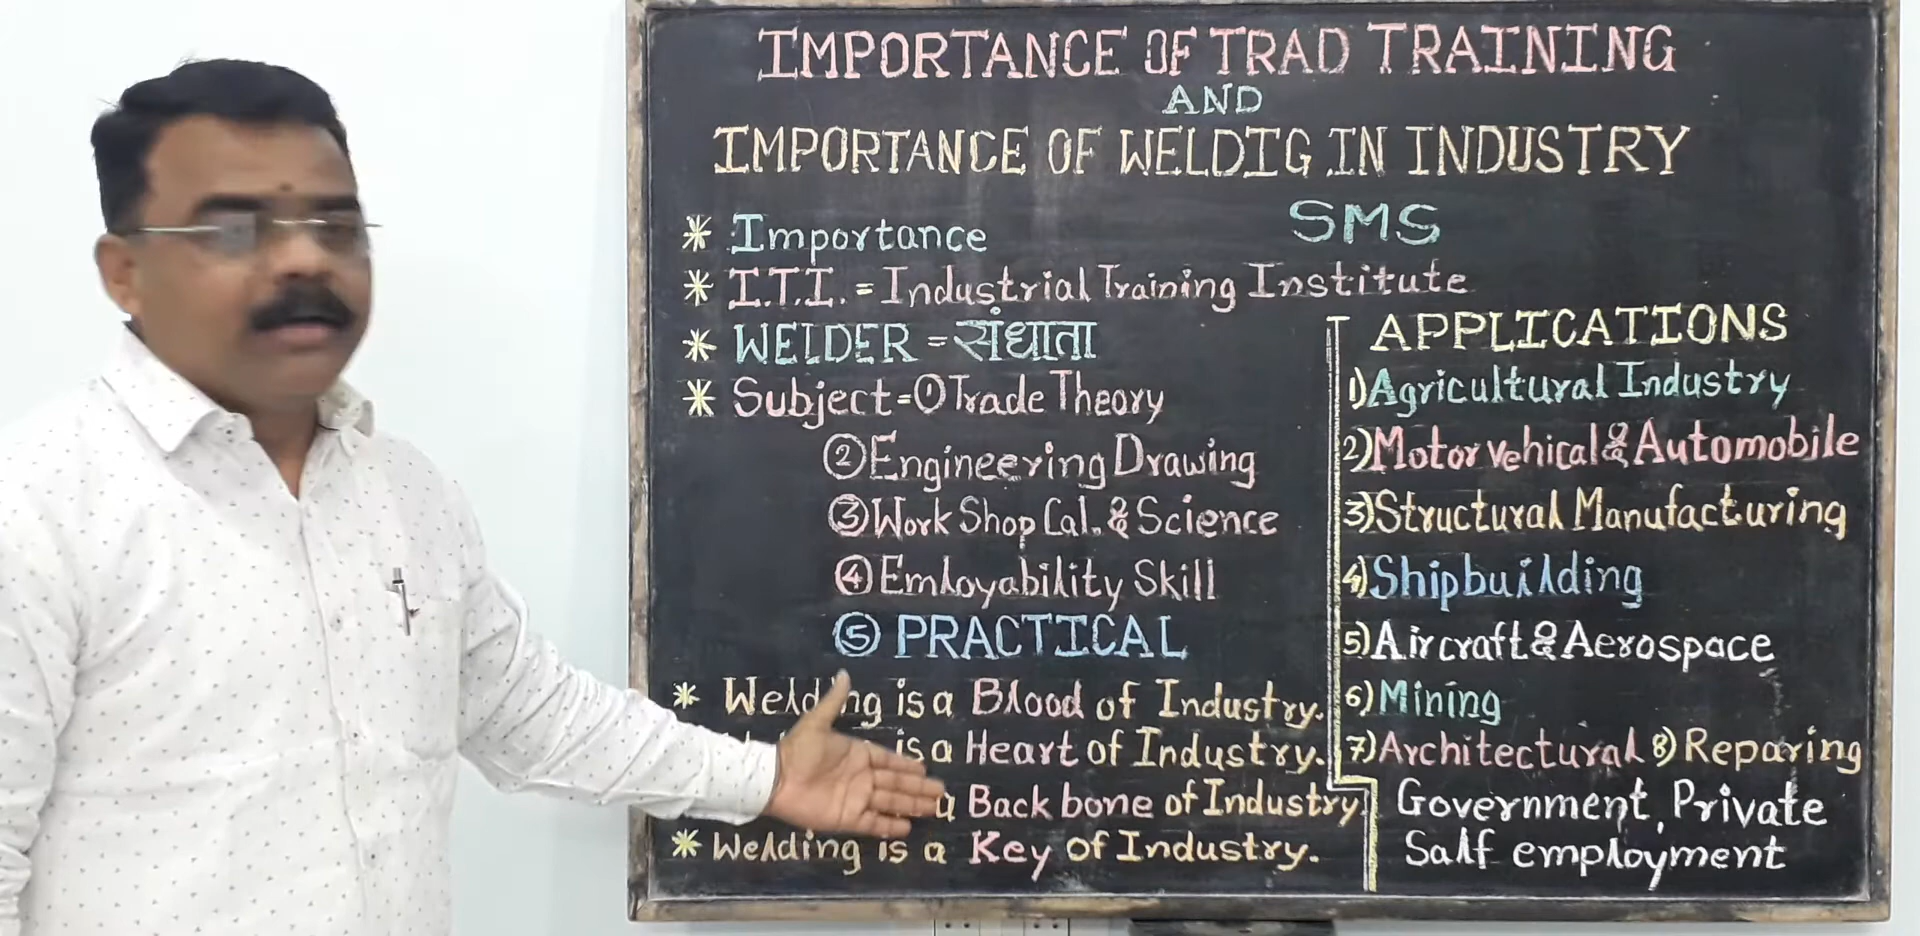 IMPORTANCE OF TRAD TRAINING
AND
IMPORTANCE OF WELDIG IN INDUSTRY
SMS
* Importance
* I.T.I. = Industrial Training Institute
* WELDER = संधाता
* Subject = ① Trade Theory
② Engineering Drawing
③ Work Shop Cal. & Science
④ Emloyability Skill
⑤ PRACTICAL
* Welding is a Blood of Industry.
is a Heart of Industry.
a Back bone of Industry
* Welding is a Key of Industry.
APPLICATIONS
1) Agricultural Industry
2) Motor vehical & Automobile
3) Structural Manufacturing
4) Shipbuilding
5) Aircraft & Aerospace
6) Mining
7) Architectural 8) Reparing
Government, Private
Salf employment